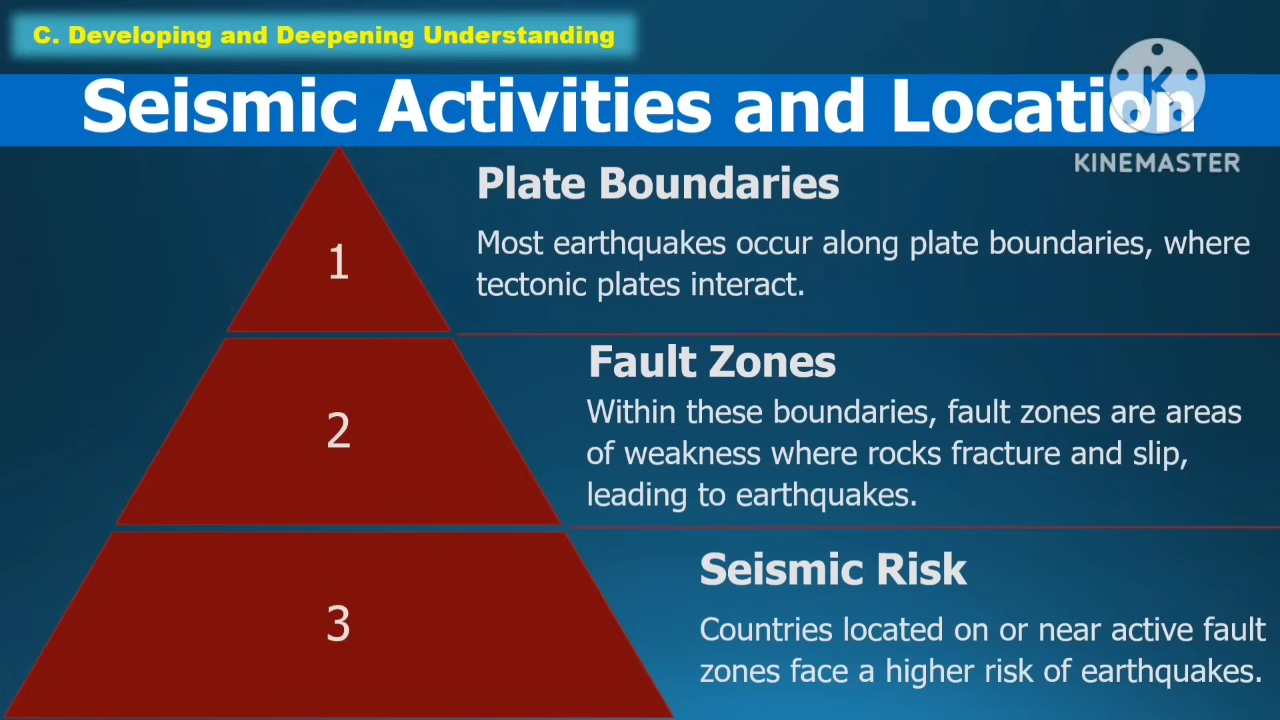 C. Developing and Deepening Understanding
Seismic Activities and Location
KINEMASTER
1
Plate Boundaries
Most earthquakes occur along plate boundaries, where
tectonic plates interact.
2
Fault Zones
Within these boundaries, fault zones are areas
of weakness where rocks fracture and slip,
leading to earthquakes.
3
Seismic Risk
Countries located on or near active fault
zones face a higher risk of earthquakes.